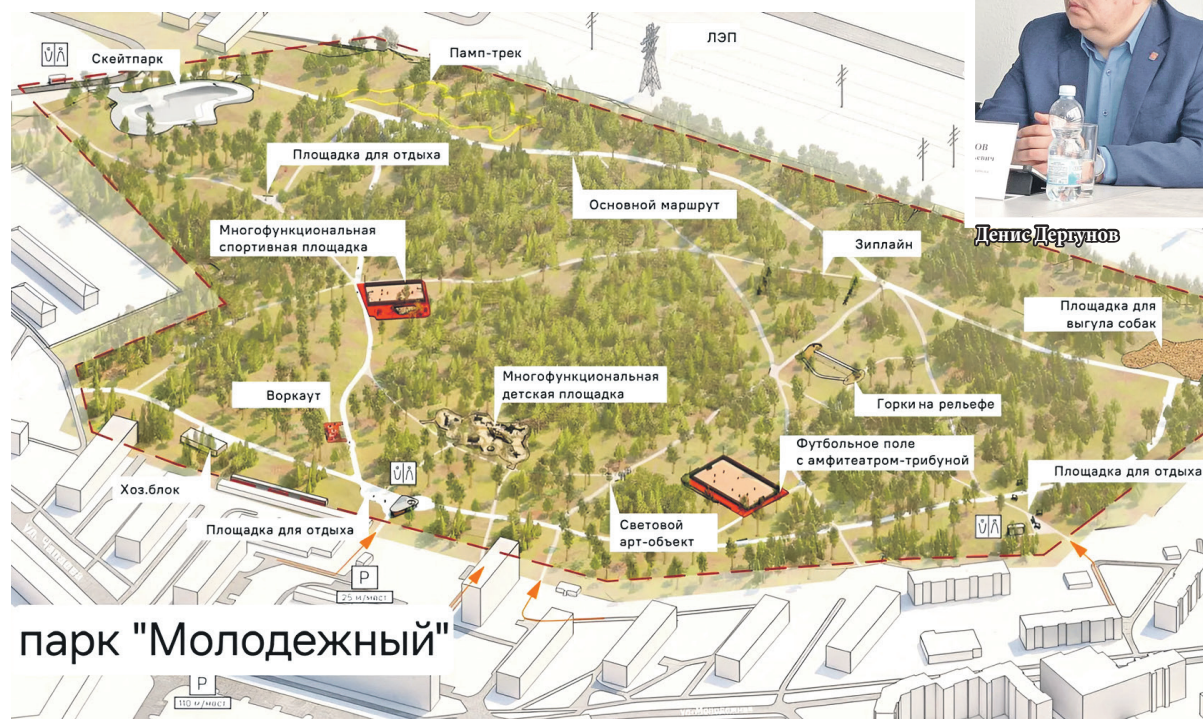 ЛЭП
Скейтпарк
Памп-трек
Площадка для отдыха
Основной маршрут
Многофункциональная
спортивная площадка
Зиплайн
Денис Дергунов
Площадка для
выгула собак
Многофункциональная
детская площадка
Воркаут
Горки на рельефе
Футбольное поле
с амфитеатром-трибуной
Площадка для отдыха
Хоз.блок
Площадка для отдыха
Световой
арт-объект
P
25 м/мест
парк "Молодежный"
P
110 м/мест
ул. Молодежная